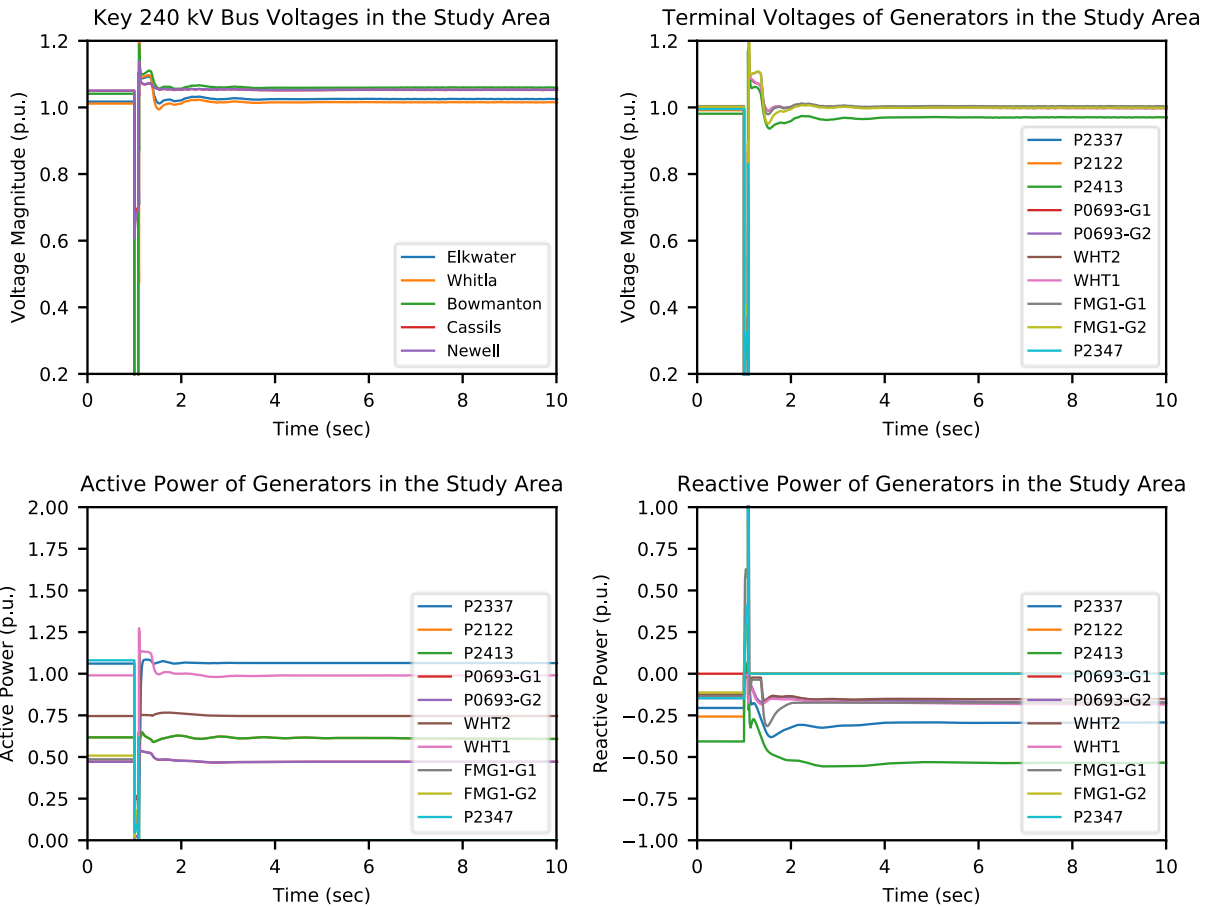 Key 240 kV Bus Voltages in the Study Area
Voltage Magnitude (p.u.)
1.2
1.0
0.8
0.6
0.4
0.2
Elkwater
Whitla
Bowmanton
Cassils
Newell
0 2 4 6 8 10
Time (sec)
Terminal Voltages of Generators in the Study Area
Voltage Magnitude (p.u.)
1.2
1.0
0.8
0.6
0.4
0.2
P2337
P2122
P2413
P0693-G1
P0693-G2
WHT2
WHT1
FMG1-G1
FMG1-G2
P2347
0 2 4 6 8 10
Time (sec)
Active Power of Generators in the Study Area
Active Power (p.u.)
2.00
1.75
1.50
1.25
1.00
0.75
0.50
0.25
0.00
P2337
P2122
P2413
P0693-G1
P0693-G2
WHT2
WHT1
FMG1-G1
FMG1-G2
P2347
0 2 4 6 8 10
Time (sec)
Reactive Power of Generators in the Study Area
Reactive Power (p.u.)
1.00
0.75
0.50
0.25
0.00
−0.25
−0.50
−0.75
−1.00
P2337
P2122
P2413
P0693-G1
P0693-G2
WHT2
WHT1
FMG1-G1
FMG1-G2
P2347
0 2 4 6 8 10
Time (sec)